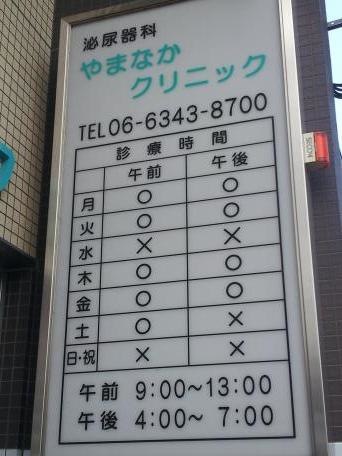 泌尿器科
やまなか
クリニック
TEL06-6343-8700
診療時間
午前 午後
月 ○ ○
火 ○ ○
水 × ×
木 ○ ○
金 ○ ○
土 ○ ×
日・祝 × ×
午前 9:00〜13:00
午後 4:00〜 7:00
SECOM